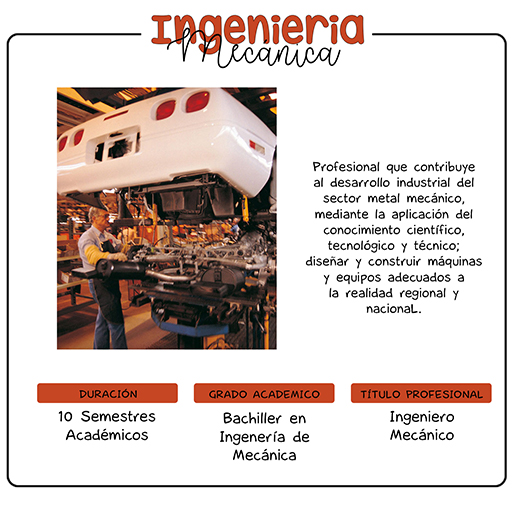 Ingenieria
Mecánica
Profesional que contribuye
al desarrollo industrial del
sector metal mecánico,
mediante la aplicación del
conocimiento científico,
tecnológico y técnico;
diseñar y construir máquinas
y equipos adecuados a
la realidad regional y
nacionaL.
DURACIÓN
10 Semestres
Académicos
GRADO ACADEMICO
Bachiller en
Ingenería de
Mecánica
TÍTULO PROFESIONAL
Ingeniero
Mecánico